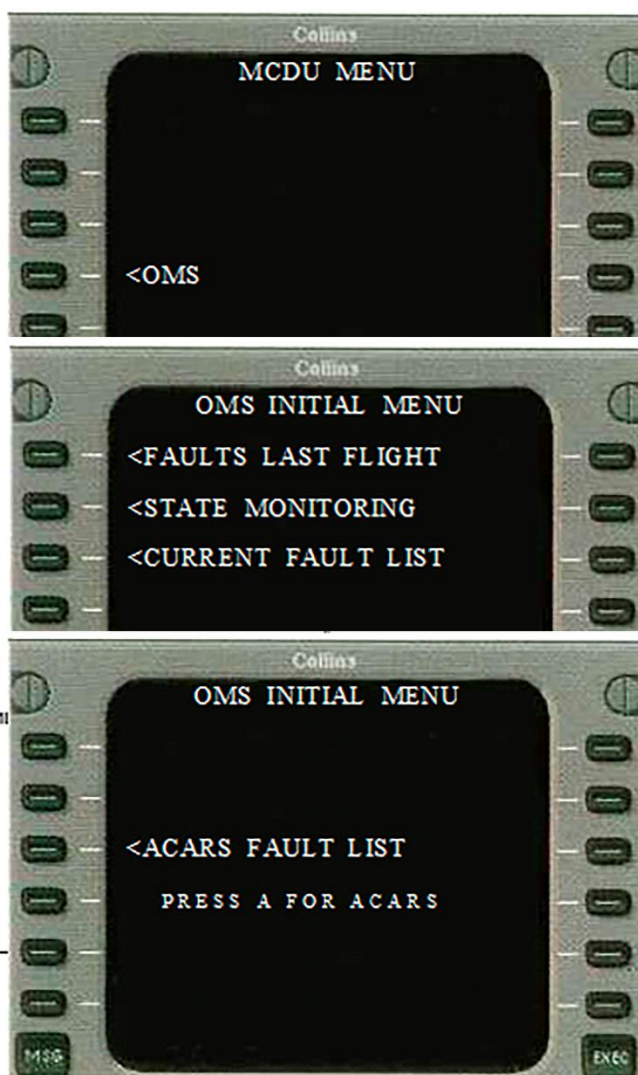 Collins
MCDU MENU
<OMS
Collins
OMS INITIAL MENU
<FAULTS LAST FLIGHT
<STATE MONITORING
<CURRENT FAULT LIST
Collins
OMS INITIAL MENU
<ACARS FAULT LIST
PRESS A FOR ACARS
MSG
EXEC